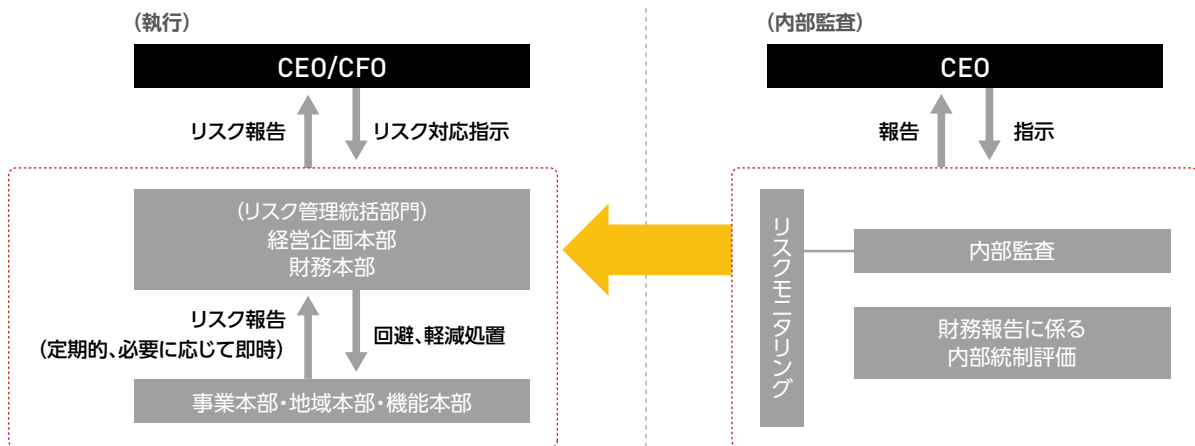 (執行)
CEO/CFO
リスク報告
リスク対応指示
(リスク管理統括部門)
経営企画本部
財務本部
リスク報告
(定期的、必要に応じて即時)
回避、軽減処置
事業本部・地域本部・機能本部
(内部監査)
CEO
報告
指示
リスクモニタリング
内部監査
財務報告に係る
内部統制評価